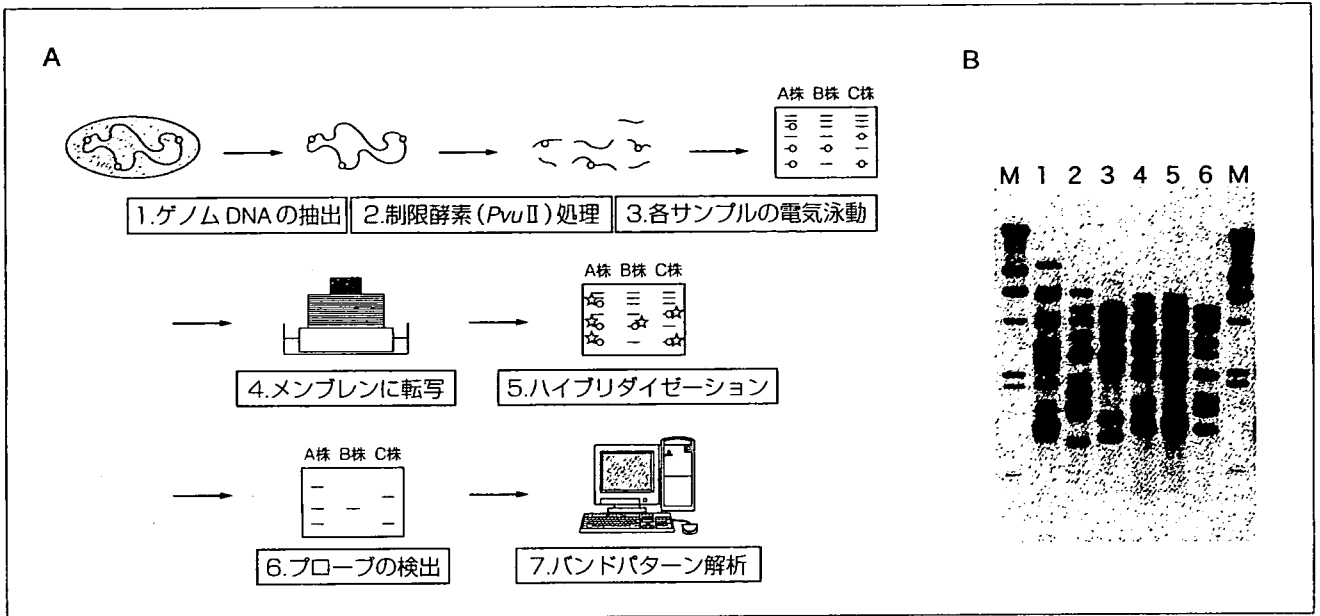 A
B
A株 B株 C株
1.ゲノムDNAの抽出
2.制限酵素(PvuⅡ)処理
3.各サンプルの電気泳動
M 1 2 3 4 5 6 M
A株 B株 C株
4.メンブレンに転写
5.ハイブリダイゼーション
A株 B株 C株
6.プローブの検出
7.バンドパターン解析